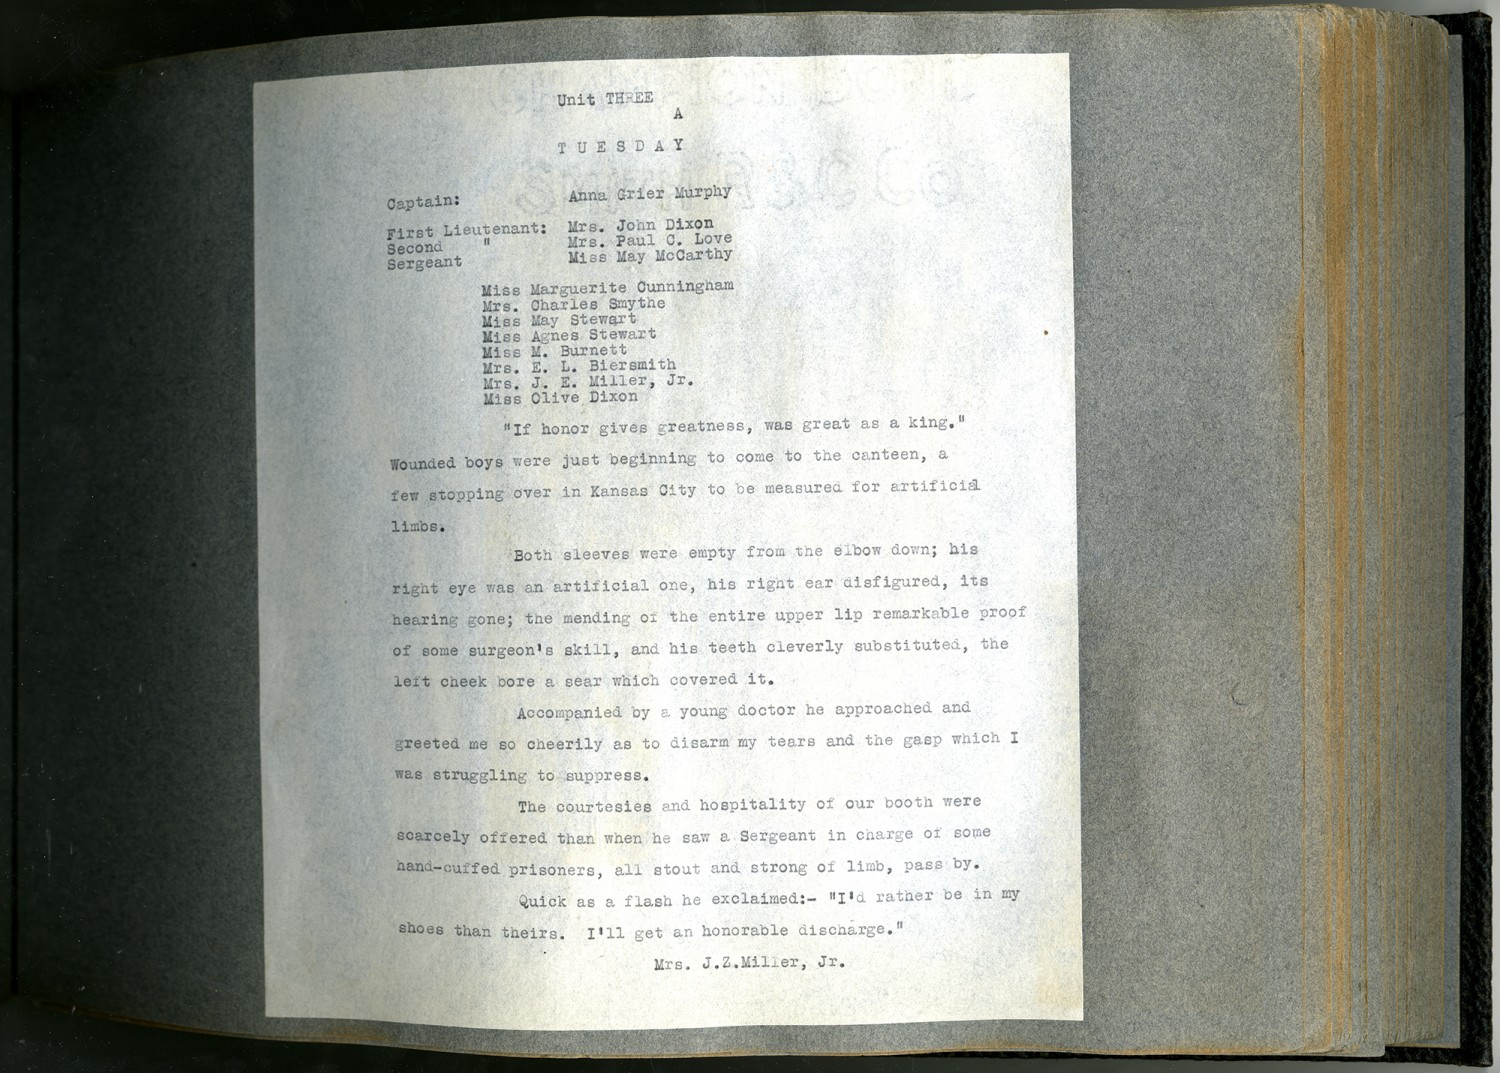 Unit THREE
A
T U E S D A Y
Captain: Anna Grier Murphy
First Lieutenant: Mrs. John Dixon
Second " Mrs. Paul C. Love
Sergeant Miss May McCarthy
Miss Marguerite Cunningham
Mrs. Charles Smythe
Miss May Stewart
Miss Agnes Stewart
Miss M. Burnett
Mrs. E. L. Biersmith
Mrs. J. E. Miller, Jr.
Miss Olive Dixon
"If honor gives greatness, was great as a king."
Wounded boys were just beginning to come to the canteen, a
few stopping over in Kansas City to be measured for artificial
limbs.
Both sleeves were empty from the elbow down; his
right eye was an artificial one, his right ear disfigured, its
hearing gone; the mending of the entire upper lip remarkable proof
of some surgeon's skill, and his teeth cleverly substituted, the
left cheek bore a sear which covered it.
Accompanied by a young doctor he approached and
greeted me so cheerily as to disarm my tears and the gasp which I
was struggling to suppress.
The courtesies and hospitality of our booth were
scarcely offered than when he saw a Sergeant in charge of some
hand-cuffed prisoners, all stout and strong of limb, pass by.
Quick as a flash he exclaimed:- "I'd rather be in my
shoes than theirs. I'll get an honorable discharge."
Mrs. J.Z.Miller, Jr.